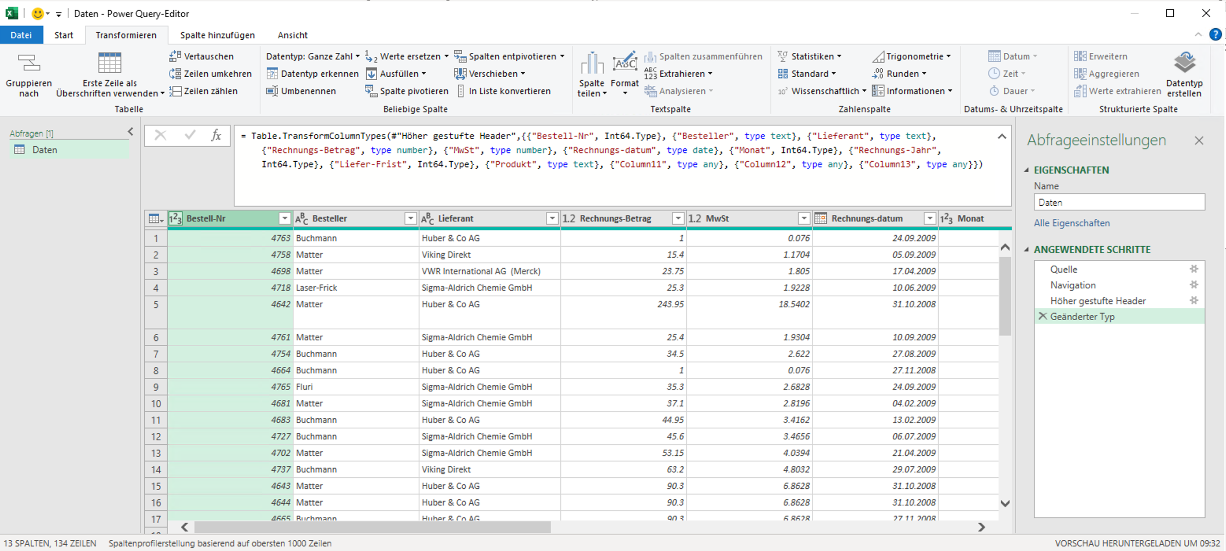 Daten - Power Query-Editor
Datei Start Transformieren Spalte hinzufügen Ansicht
Gruppieren nach
Erste Zeile als Überschriften verwenden
Vertauschen
Zeilen umkehren
Zeilen zählen
Tabelle
Datentyp: Ganze Zahl
Datentyp erkennen
Umbenennen
Werte ersetzen
Ausfüllen
Spalte pivotieren
Spalten entpivotieren
Verschieben
In Liste konvertieren
Beliebige Spalte
Spalte teilen
Format
Spalten zusammenführen
Extrahieren
Analysieren
Textspalte
Statistiken
Standard
Wissenschaftlich
Trigonometrie
Runden
Informationen
Zahlenspalte
Datum
Zeit
Dauer
Datums- & Uhrzeitspalte
Erweitern
Aggregieren
Werte extrahieren
Datentyp erstellen
Strukturierte Spalte
Abfragen [1]
Daten
fx
= Table.TransformColumnTypes(#"Höher gestufte Header",{{"Bestell-Nr", Int64.Type}, {"Besteller", type text}, {"Lieferant", type text},
{"Rechnungs-Betrag", type number}, {"MwSt", type number}, {"Rechnungs-datum", type date}, {"Monat", Int64.Type}, {"Rechnungs-Jahr",
Int64.Type}, {"Liefer-Frist", Int64.Type}, {"Produkt", type text}, {"Column11", type any}, {"Column12", type any}, {"Column13", type any}})
Bestell-Nr Besteller Lieferant 1.2 Rechnungs-Betrag 1.2 MwSt Rechnungs-datum Monat
1 4763 Buchmann Huber & Co AG 1 0.076 24.09.2009
2 4758 Matter Viking Direkt 15.4 1.1704 05.09.2009
3 4698 Matter VWR International AG (Merck) 23.75 1.805 17.04.2009
4 4718 Laser-Frick Sigma-Aldrich Chemie GmbH 25.3 1.9228 10.06.2009
5 4642 Matter Huber & Co AG 243.95 18.5402 31.10.2008
6 4761 Matter Sigma-Aldrich Chemie GmbH 25.4 1.9304 10.09.2009
7 4754 Buchmann Huber & Co AG 34.5 2.622 27.08.2009
8 4664 Buchmann Huber & Co AG 1 0.076 27.11.2008
9 4765 Fluri Sigma-Aldrich Chemie GmbH 35.3 2.6828 24.09.2009
10 4681 Matter Sigma-Aldrich Chemie GmbH 37.1 2.8196 04.02.2009
11 4683 Buchmann Huber & Co AG 44.95 3.4162 13.02.2009
12 4727 Buchmann Sigma-Aldrich Chemie GmbH 45.6 3.4656 06.07.2009
13 4702 Matter Sigma-Aldrich Chemie GmbH 53.15 4.0394 21.04.2009
14 4737 Buchmann Viking Direkt 63.2 4.8032 29.07.2009
15 4643 Matter Huber & Co AG 90.3 6.8628 31.10.2008
16 4644 Matter Huber & Co AG 90.3 6.8628 31.10.2008
17 4665 Buchmann Huber & Co AG 90.3 6.8628 27.11.2008
Abfrageeinstellungen
EIGENSCHAFTEN
Name
Daten
Alle Eigenschaften
ANGEWENDETE SCHRITTE
Quelle
Navigation
Höher gestufte Header
Geänderter Typ
13 SPALTEN, 134 ZEILEN Spaltenprofilerstellung basierend auf obersten 1000 Zeilen VORSCHAU HERUNTERGELADEN UM 09:32